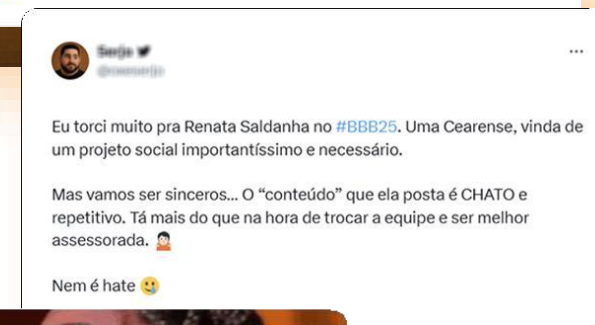 Eu torci muito pra Renata Saldanha no #BBB25. Uma Cearense, vinda de
um projeto social importantíssimo e necessário.
Mas vamos ser sinceros... O “conteúdo” que ela posta é CHATO e
repetitivo. Tá mais do que na hora de trocar a equipe e ser melhor
assessorada. 🤷🏻
Nem é hate 🥲